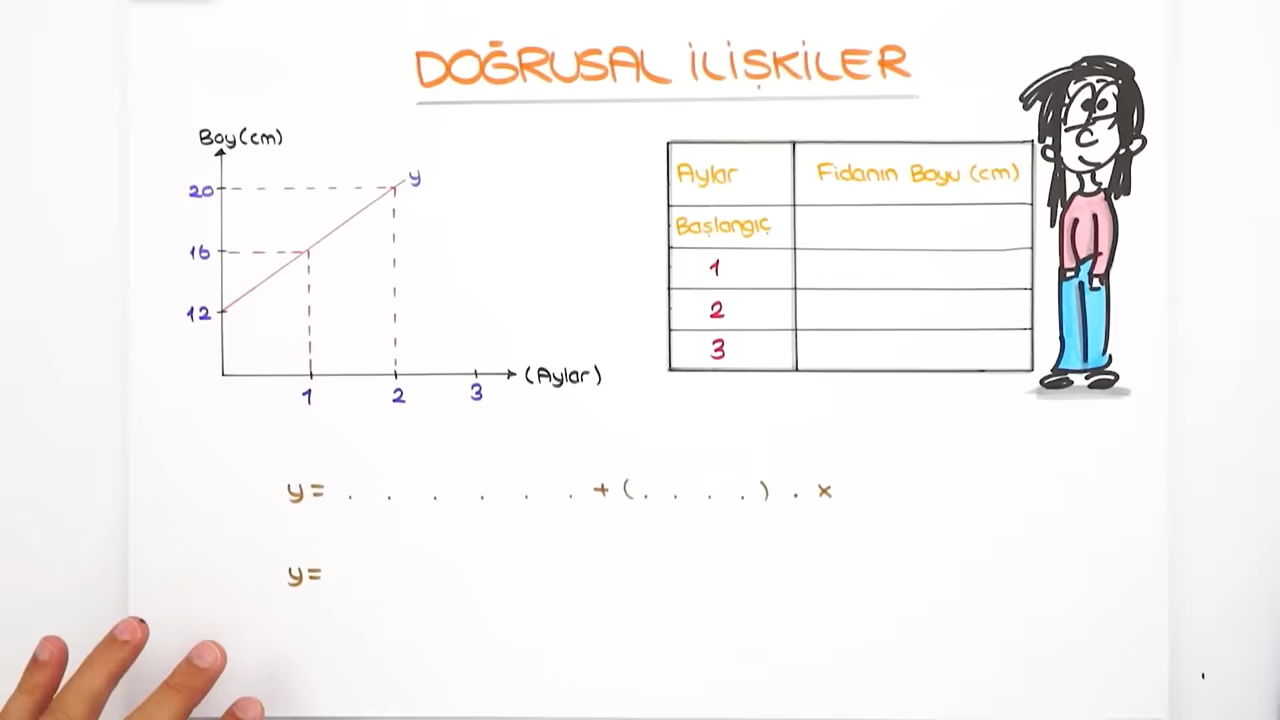 DOĞRUSAL İLİŞKİLER
Boy(cm)
20
16
12
y
1 2 3 (Aylar)
Aylar Fidanın Boyu (cm)
Başlangıç
1
2
3
y= . . . . . . +(. . . .) . x
y=